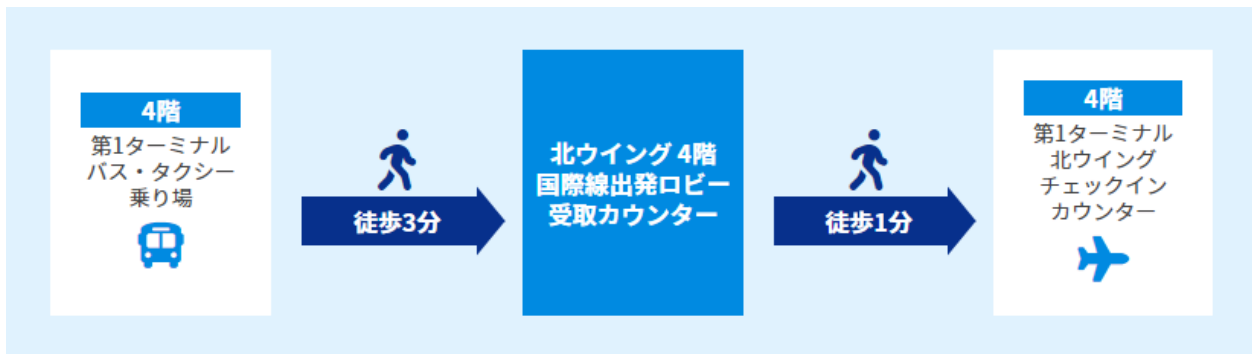 4階
第1ターミナル
バス・タクシー
乗り場
徒歩3分
北ウイング 4階
国際線出発ロビー
受取カウンター
徒歩1分
4階
第1ターミナル
北ウイング
チェックイン
カウンター